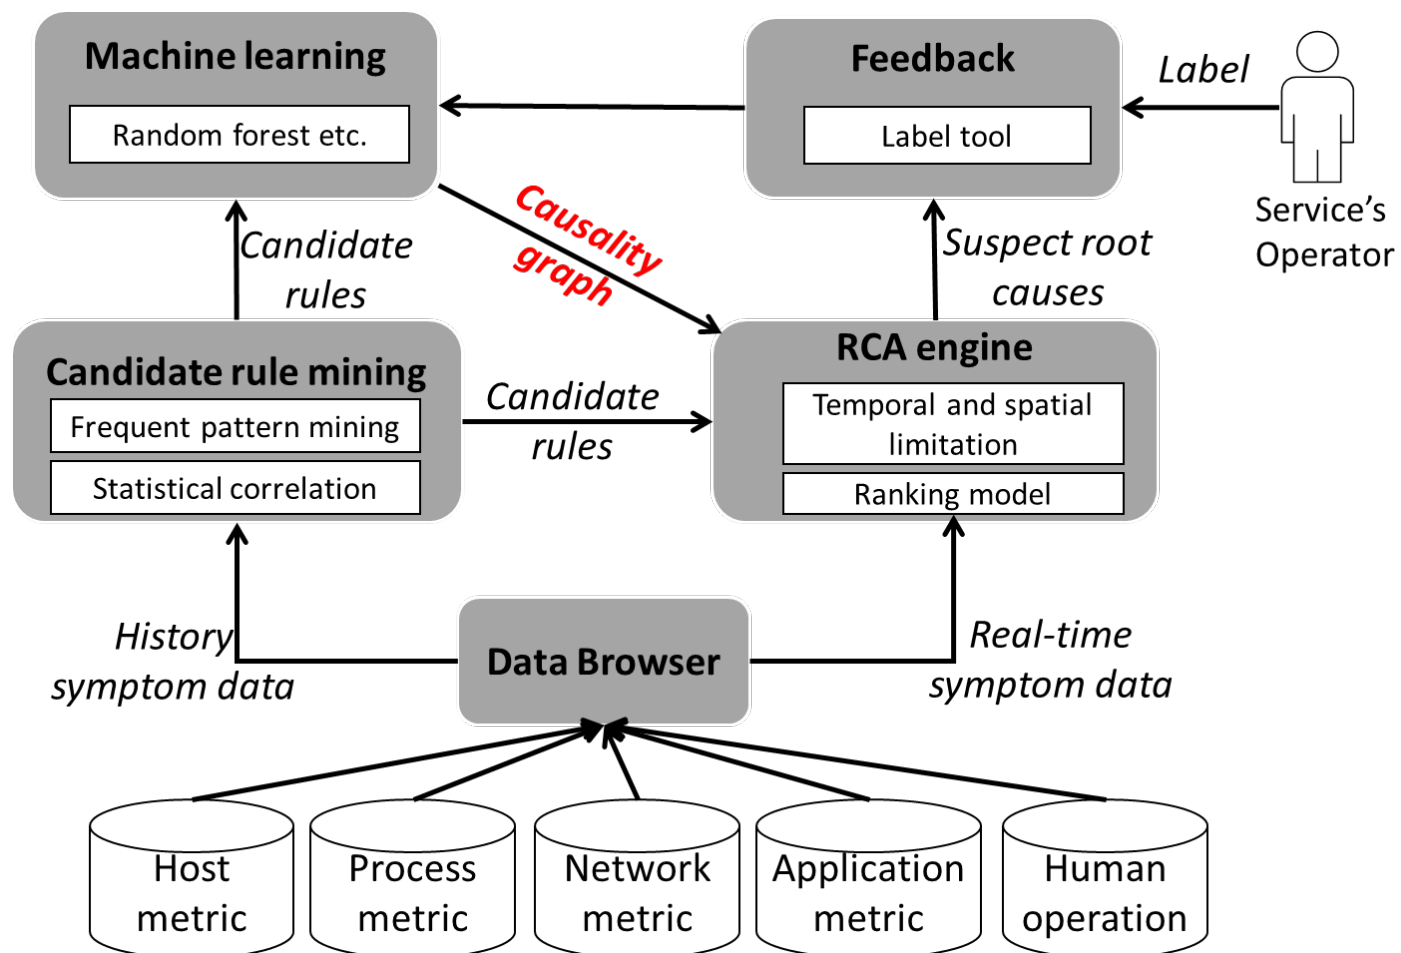 Machine learning
Random forest etc.
Feedback
Label tool
Label
Service's
Operator
Candidate
rules
Causality
graph
Suspect root
causes
Candidate rule mining
Frequent pattern mining
Statistical correlation
Candidate
rules
RCA engine
Temporal and spatial
limitation
Ranking model
History
symptom data
Data Browser
Real-time
symptom data
Host
metric
Process
metric
Network
metric
Application
metric
Human
operation